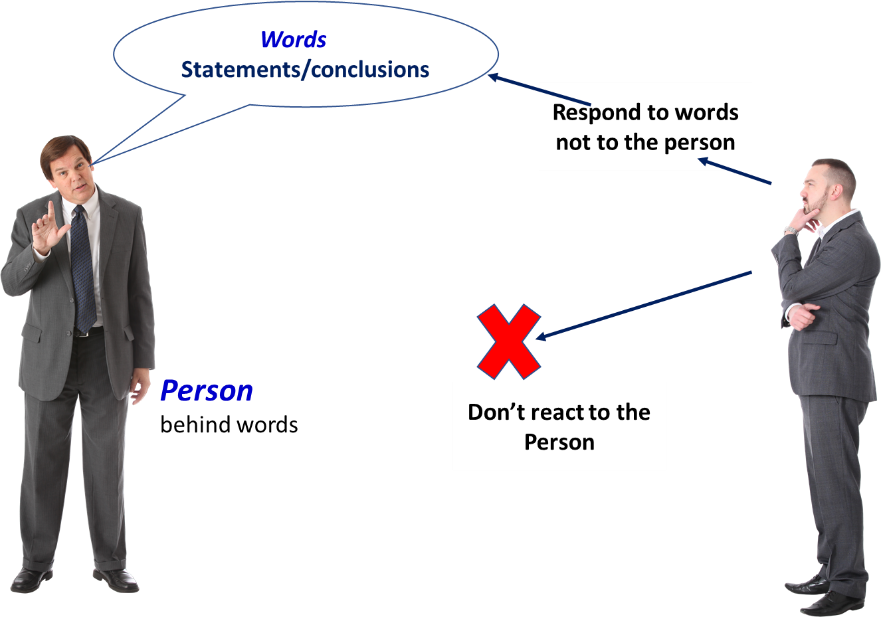 Words
Statements/conclusions
Respond to words
not to the person
Person
behind words
Don’t react to the
Person